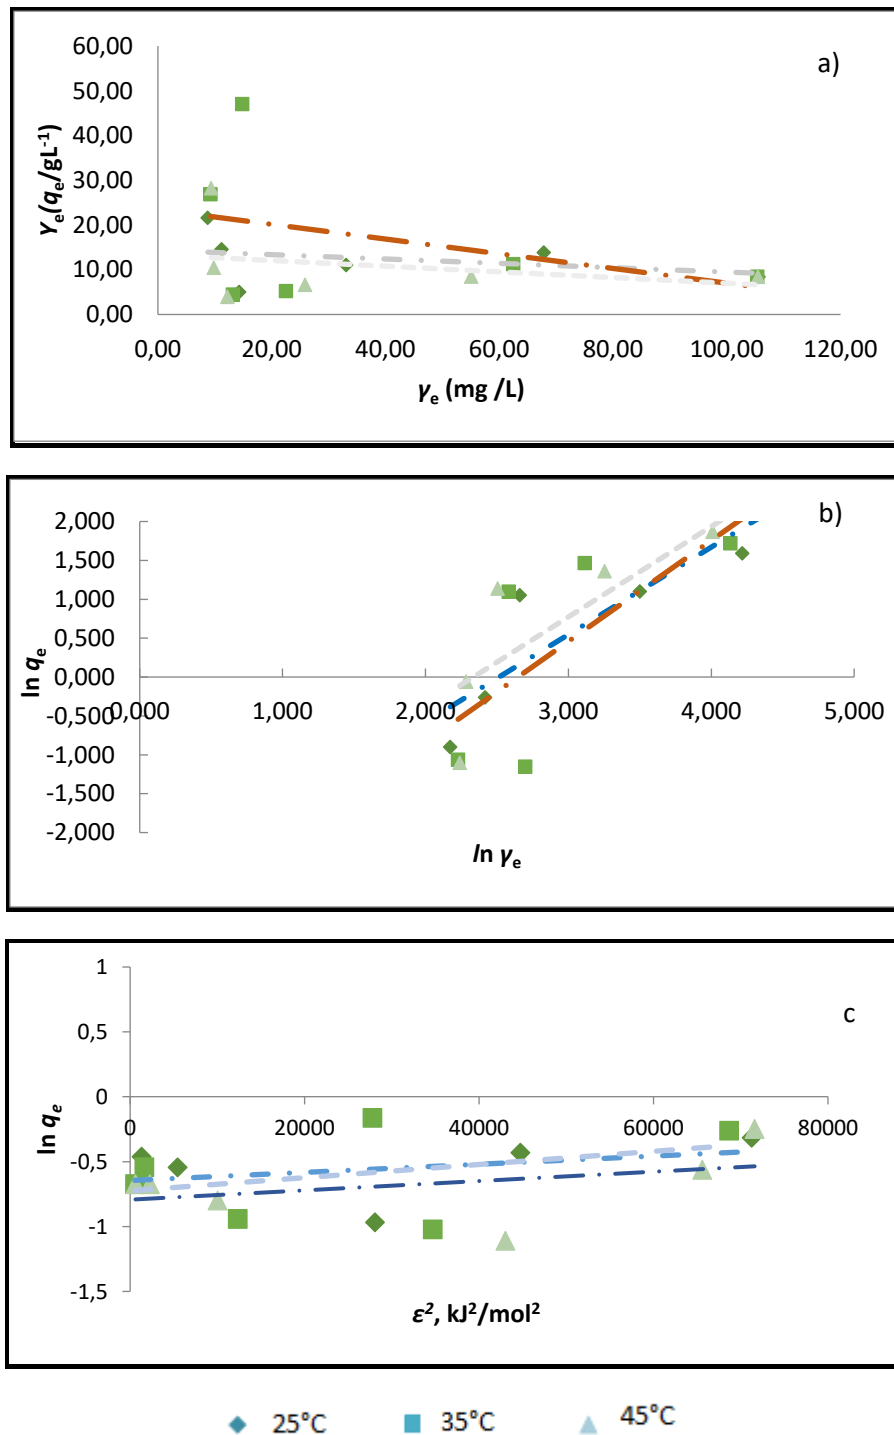 a)
60,00
50,00
40,00
30,00
20,00
10,00
0,00
Yₑ(qₑ/gL⁻¹)
0,00 20,00 40,00 60,00 80,00 100,00 120,00
γₑ (mg /L)
b)
2,000
1,500
1,000
0,500
0,000
-0,500
-1,000
-1,500
-2,000
ln qₑ
0,000 1,000 2,000 3,000 4,000 5,000
ln γₑ
c
1
0,5
0
-0,5
-1
-1,5
ln qₑ
0 20000 40000 60000 80000
ε², kJ²/mol²
25°C 35°C 45°C